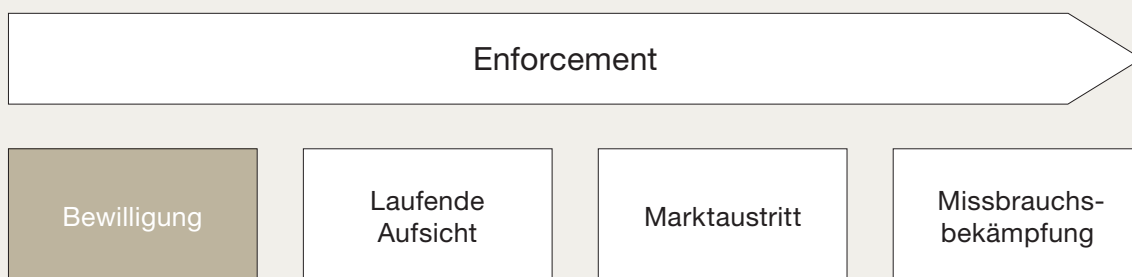 Enforcement
Bewilligung
Laufende
Aufsicht
Marktaustritt
Missbrauchs-
bekämpfung